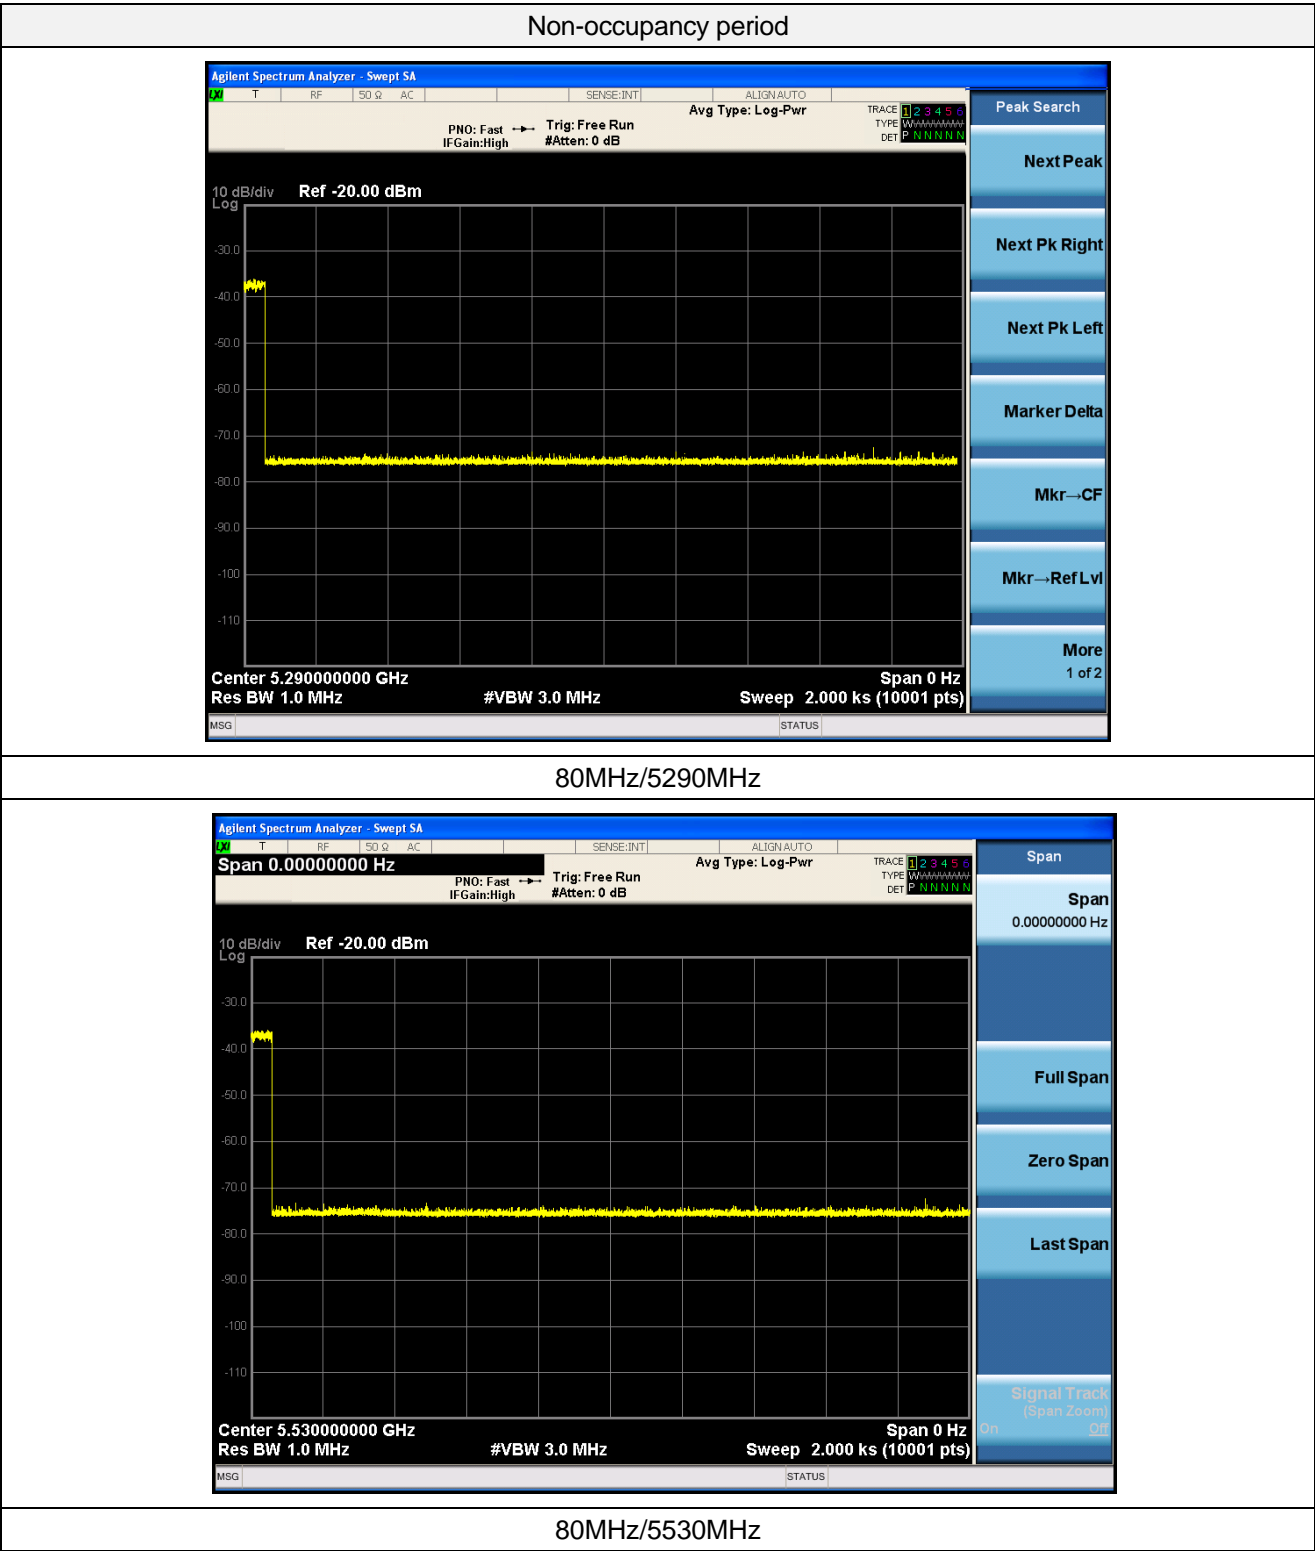 Non-occupancy period
Agilent Spectrum Analyzer - Swept SA
LXI T RF 50 Ω AC SENSE:INT ALIGN AUTO
Avg Type: Log-Pwr
TRACE 1 2 3 4 5 6
TYPE WWWWWW
DET P N N N N N
PNO: Fast
IFGain:High
Trig: Free Run
#Atten: 0 dB
10 dB/div Ref -20.00 dBm
Log
-30.0
-40.0
-50.0
-60.0
-70.0
-80.0
-90.0
-100
-110
Center 5.290000000 GHz Span 0 Hz
Res BW 1.0 MHz #VBW 3.0 MHz Sweep 2.000 ks (10001 pts)
MSG STATUS
Peak Search
Next Peak
Next Pk Right
Next Pk Left
Marker Delta
Mkr→CF
Mkr→Ref Lvl
More
1 of 2
80MHz/5290MHz
Agilent Spectrum Analyzer - Swept SA
LXI T RF 50 Ω AC SENSE:INT ALIGN AUTO
Span 0.00000000 Hz
Avg Type: Log-Pwr
TRACE 1 2 3 4 5 6
TYPE WWWWWW
DET P N N N N N
PNO: Fast
IFGain:High
Trig: Free Run
#Atten: 0 dB
10 dB/div Ref -20.00 dBm
Log
-30.0
-40.0
-50.0
-60.0
-70.0
-80.0
-90.0
-100
-110
Center 5.530000000 GHz Span 0 Hz
Res BW 1.0 MHz #VBW 3.0 MHz Sweep 2.000 ks (10001 pts)
MSG STATUS
Span
Span
0.00000000 Hz
Full Span
Zero Span
Last Span
Signal Track
(Span Zoom)
On Off
80MHz/5530MHz